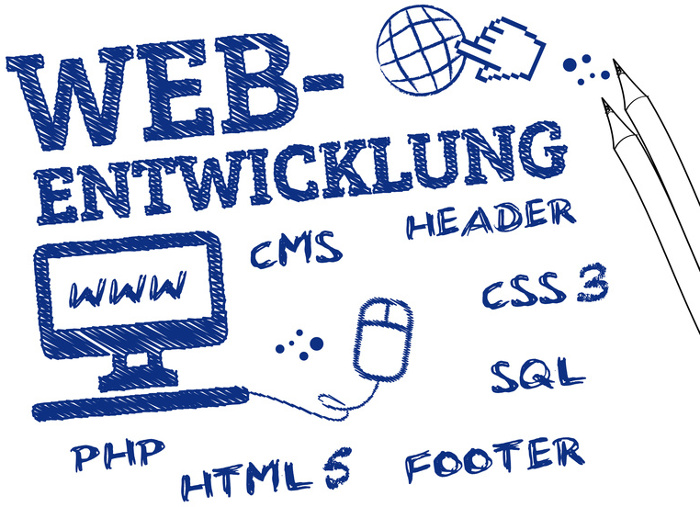 WEB-
ENTWICKLUNG
HEADER
CMS
WWW
CSS 3
SQL
PHP
HTML 5
FOOTER